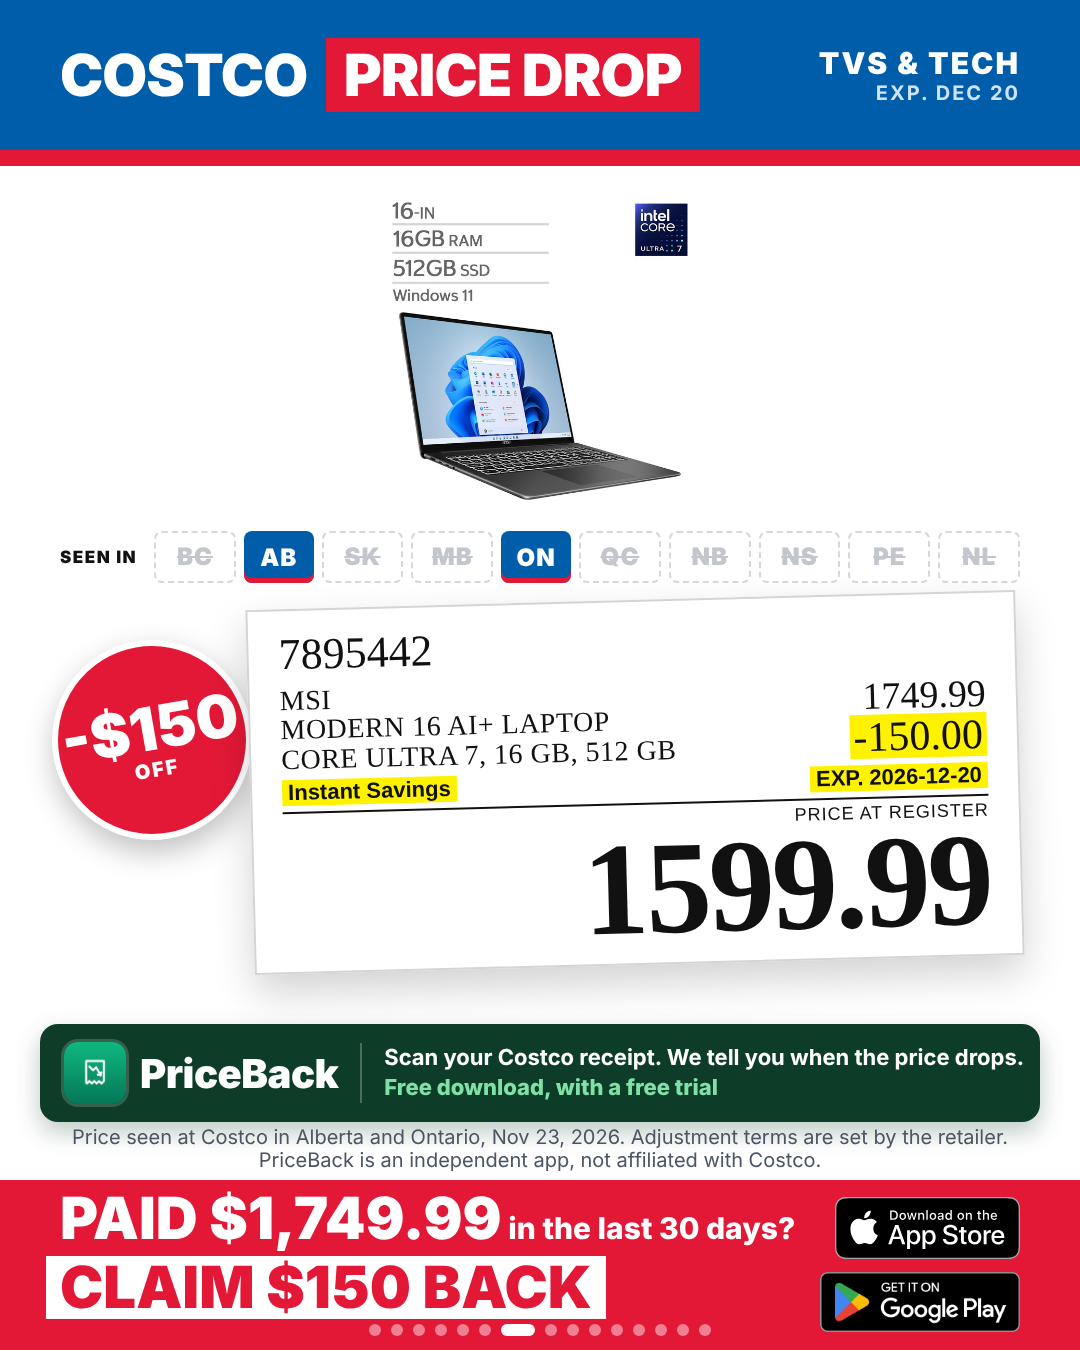 COSTCO PRICE DROP
TVS & TECH
EXP. DEC 20
16-IN
16GB RAM
512GB SSD
Windows 11
intel
CORE
ULTRA 7
SEEN IN BC AB SK MB ON QC NB NS PE NL
-$150
OFF
7895442
MSI
MODERN 16 AI+ LAPTOP
CORE ULTRA 7, 16 GB, 512 GB
Instant Savings
1749.99
-150.00
EXP. 2026-12-20
PRICE AT REGISTER
1599.99
PriceBack
Scan your Costco receipt. We tell you when the price drops.
Free download, with a free trial
Price seen at Costco in Alberta and Ontario, Nov 23, 2026. Adjustment terms are set by the retailer.
PriceBack is an independent app, not affiliated with Costco.
PAID $1,749.99 in the last 30 days?
CLAIM $150 BACK
Download on the
App Store
GET IT ON
Google Play